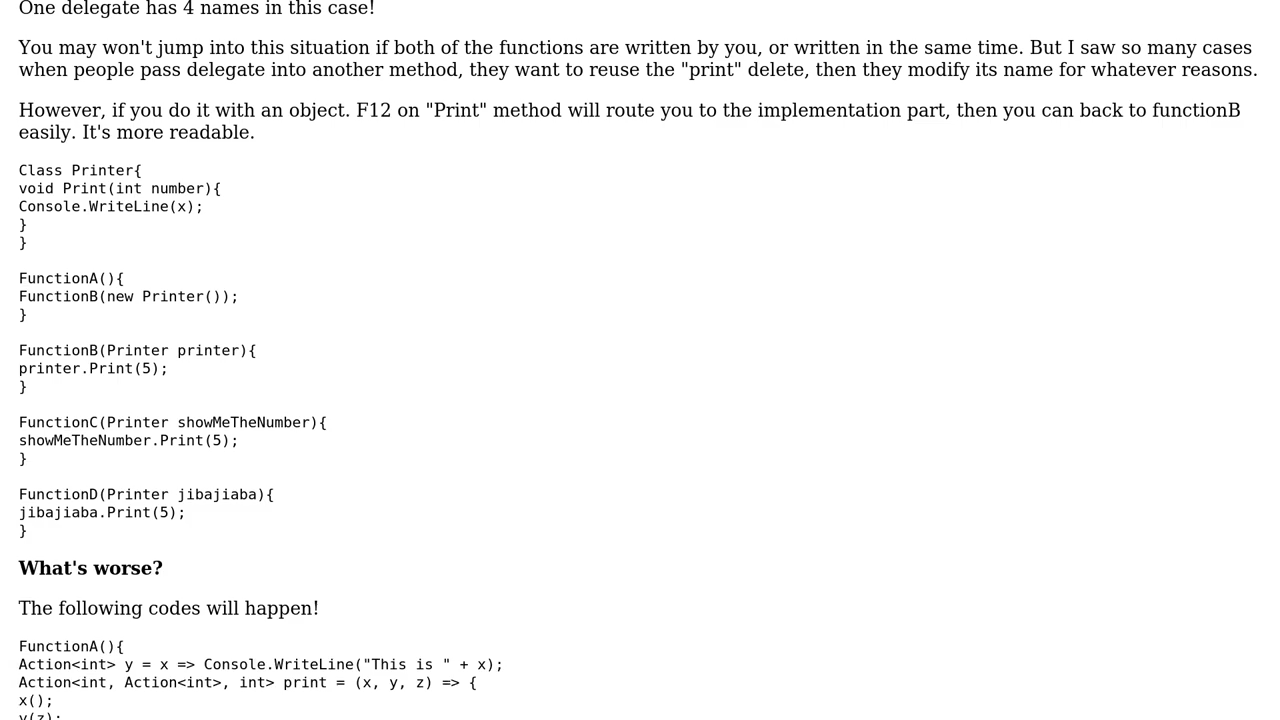 One delegate has 4 names in this case!
You may won't jump into this situation if both of the functions are written by you, or written in the same time. But I saw so many cases
when people pass delegate into another method, they want to reuse the "print" delete, then they modify its name for whatever reasons.
However, if you do it with an object. F12 on "Print" method will route you to the implementation part, then you can back to functionB
easily. It's more readable.
Class Printer{
void Print(int number){
Console.WriteLine(x);
}
}
FunctionA(){
FunctionB(new Printer());
}
FunctionB(Printer printer){
printer.Print(5);
}
FunctionC(Printer showMeTheNumber){
showMeTheNumber.Print(5);
}
FunctionD(Printer jibajiaba){
jibajiaba.Print(5);
}
What's worse?
The following codes will happen!
FunctionA(){
Action<int> y = x => Console.WriteLine("This is " + x);
Action<int, Action<int>, int> print = (x, y, z) => {
x();
y(z);